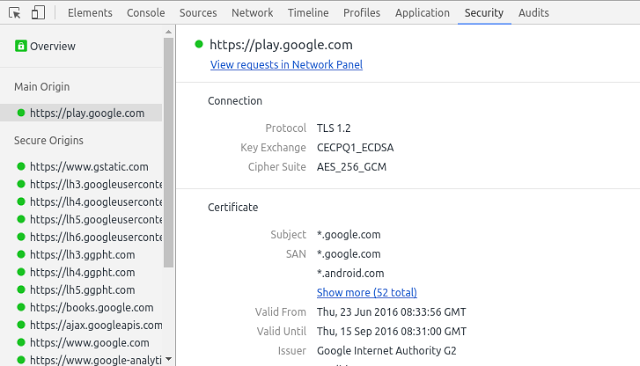 Elements Console Sources Network Timeline Profiles Application Security Audits
Overview
Main Origin
https://play.google.com
Secure Origins
https://www.gstatic.com
https://lh3.googleuserconte
https://lh4.googleuserconte
https://lh5.googleuserconte
https://lh6.googleuserconte
https://lh3.ggpht.com
https://lh4.ggpht.com
https://lh5.ggpht.com
https://books.google.com
https://ajax.googleapis.com
https://www.google.com
https://www.google-analyti
https://play.google.com
View requests in Network Panel
Connection
Protocol TLS 1.2
Key Exchange CECPQ1_ECDSA
Cipher Suite AES_256_GCM
Certificate
Subject *.google.com
SAN *.google.com
*.android.com
Show more (52 total)
Valid From Thu, 23 Jun 2016 08:33:56 GMT
Valid Until Thu, 15 Sep 2016 08:31:00 GMT
Issuer Google Internet Authority G2